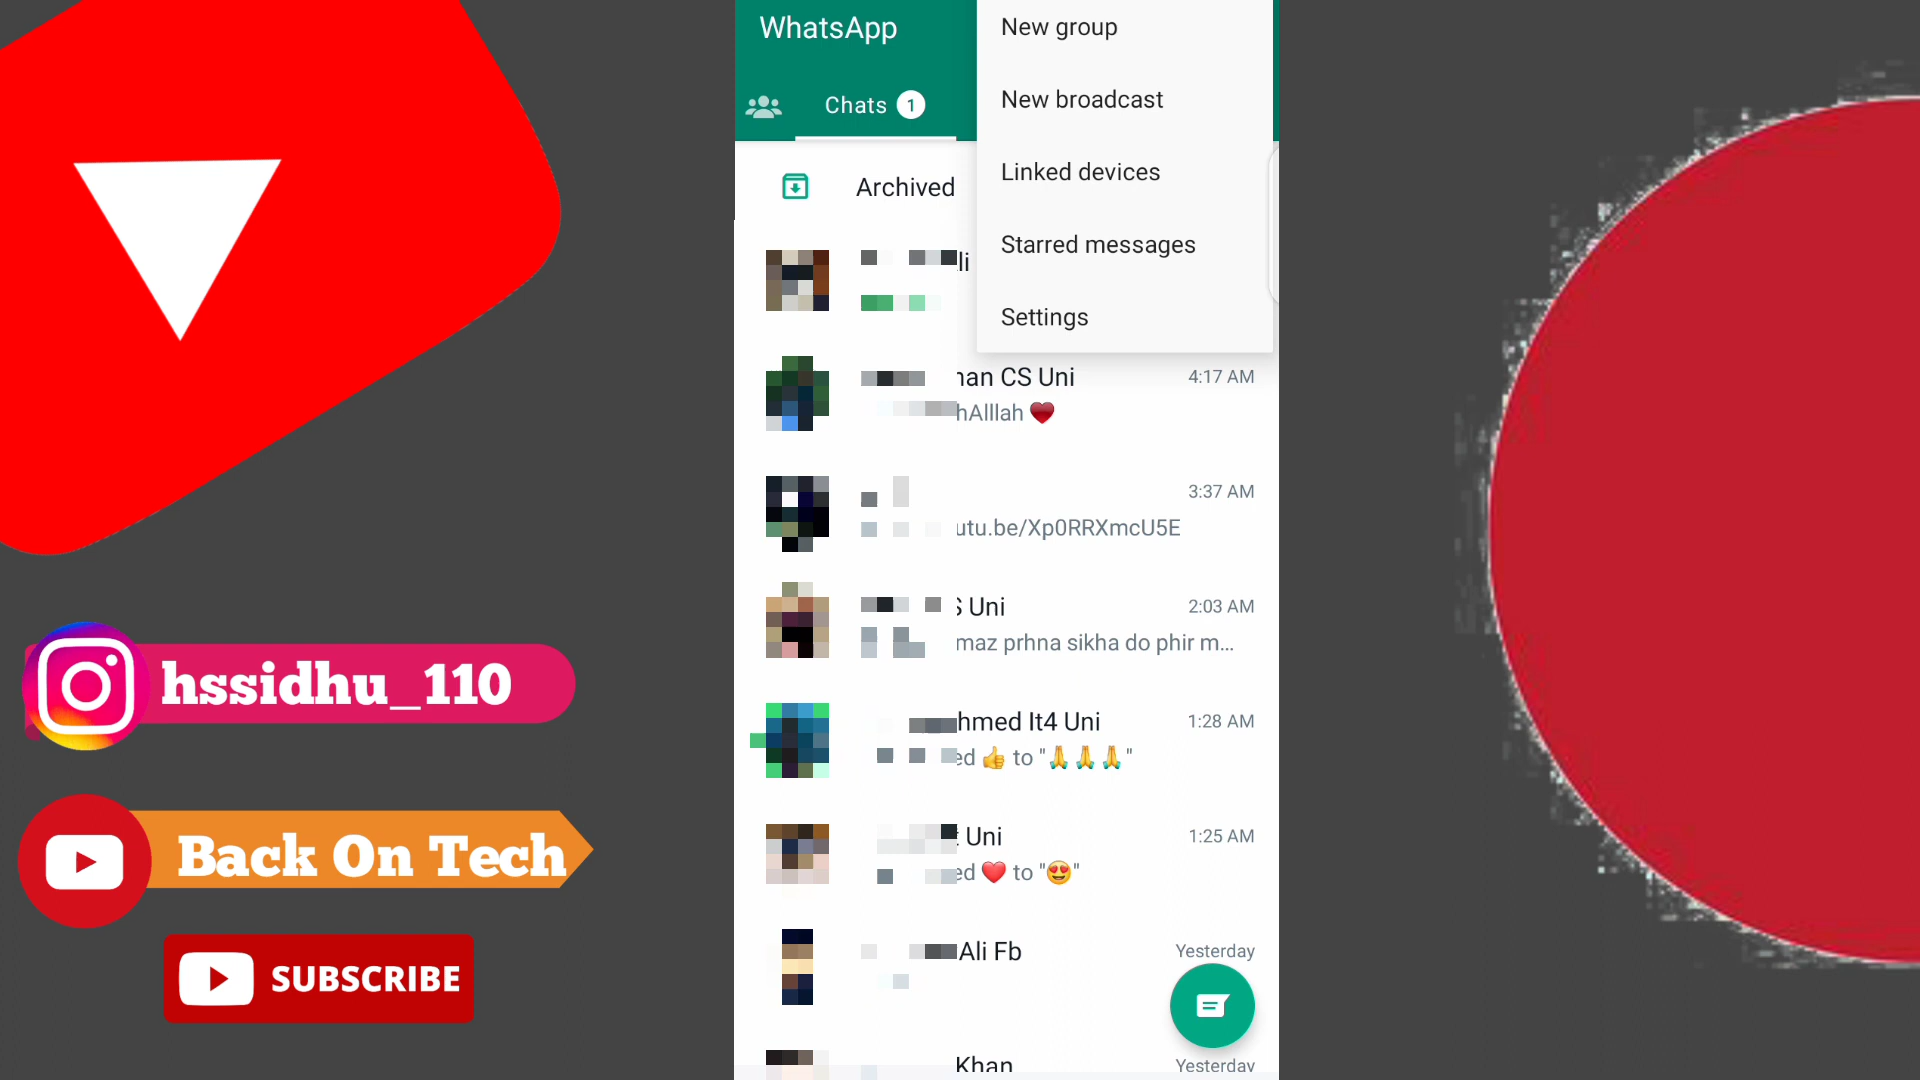 WhatsApp
Chats 1
New group
New broadcast
Linked devices
Starred messages
Settings
Archived
li
nan CS Uni
4:17 AM
hAlllah ❤️
3:37 AM
utu.be/Xp0RRXmcU5E
S Uni
2:03 AM
maz prhna sikha do phir m...
hmed It4 Uni
1:28 AM
ed 👍 to "🙏🙏🙏"
Uni
1:25 AM
ed ❤️ to "😍"
Ali Fb
Yesterday
Khan
Yesterday
hssidhu_110
Back On Tech
SUBSCRIBE